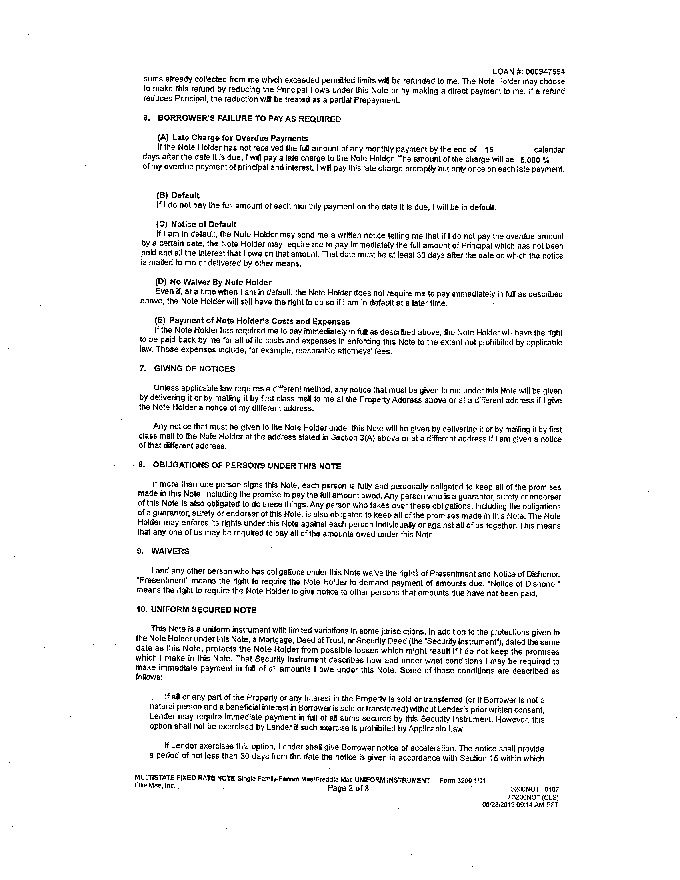 LOAN #: 000947554
sums already collected from me which exceeded permitted limits will be refunded to me. The Note Holder may choose
to make this refund by reducing the Principal I owe under this Note or by making a direct payment to me. If a refund
reduces Principal, the reduction will be treated as a partial Prepayment.
6. BORROWER'S FAILURE TO PAY AS REQUIRED
(A) Late Charge for Overdue Payments
If the Note Holder has not received the full amount of any monthly payment by the end of 15 calendar
days after the date it is due, I will pay a late charge to the Note Holder. The amount of the charge will be 5.000 %
of my overdue payment of principal and interest. I will pay this late charge promptly but only once on each late payment.
(B) Default
If I do not pay the full amount of each monthly payment on the date it is due, I will be in default.
(C) Notice of Default
If I am in default, the Note Holder may send me a written notice telling me that if I do not pay the overdue amount
by a certain date, the Note Holder may require me to pay immediately the full amount of Principal which has not been
paid and all the interest that I owe on that amount. That date must be at least 30 days after the date on which the notice
is mailed to me or delivered by other means.
(D) No Waiver By Note Holder
Even if, at a time when I am in default, the Note Holder does not require me to pay immediately in full as described
above, the Note Holder will still have the right to do so if I am in default at a later time.
(E) Payment of Note Holder's Costs and Expenses
If the Note Holder has required me to pay immediately in full as described above, the Note Holder will have the right
to be paid back by me for all of its costs and expenses in enforcing this Note to the extent not prohibited by applicable
law. Those expenses include, for example, reasonable attorneys' fees.
7. GIVING OF NOTICES
Unless applicable law requires a different method, any notice that must be given to me under this Note will be given
by delivering it or by mailing it by first class mail to me at the Property Address above or at a different address if I give
the Note Holder a notice of my different address.
Any notice that must be given to the Note Holder under this Note will be given by delivering it or by mailing it by first
class mail to the Note Holder at the address stated in Section 3(A) above or at a different address if I am given a notice
of that different address.
8. OBLIGATIONS OF PERSONS UNDER THIS NOTE
If more than one person signs this Note, each person is fully and personally obligated to keep all of the promises
made in this Note, including the promise to pay the full amount owed. Any person who is a guarantor, surety or endorser
of this Note is also obligated to do these things. Any person who takes over these obligations, including the obligations
of a guarantor, surety or endorser of this Note, is also obligated to keep all of the promises made in this Note. The Note
Holder may enforce its rights under this Note against each person individually or against all of us together. This means
that any one of us may be required to pay all of the amounts owed under this Note.
9. WAIVERS
I and any other person who has obligations under this Note waive the rights of Presentment and Notice of Dishonor.
"Presentment" means the right to require the Note Holder to demand payment of amounts due. "Notice of Dishonor"
means the right to require the Note Holder to give notice to other persons that amounts due have not been paid.
10. UNIFORM SECURED NOTE
This Note is a uniform instrument with limited variations in some jurisdictions. In addition to the protections given to
the Note Holder under this Note, a Mortgage, Deed of Trust, or Security Deed (the "Security Instrument"), dated the same
date as this Note, protects the Note Holder from possible losses which might result if I do not keep the promises
which I make in this Note. That Security Instrument describes how and under what conditions I may be required to
make immediate payment in full of all amounts I owe under this Note. Some of those conditions are described as
follows:
If all or any part of the Property or any Interest in the Property is sold or transferred (or if Borrower is not a
natural person and a beneficial interest in Borrower is sold or transferred) without Lender's prior written consent,
Lender may require immediate payment in full of all sums secured by this Security Instrument. However, this
option shall not be exercised by Lender if such exercise is prohibited by Applicable Law.
If Lender exercises this option, Lender shall give Borrower notice of acceleration. The notice shall provide
a period of not less than 30 days from the date the notice is given in accordance with Section 15 within which
MULTISTATE FIXED RATE NOTE Single Family-Fannie Mae/Freddie Mac UNIFORM INSTRUMENT Form 3200 1/01
Ellie Mae, Inc.
Page 2 of 3
3200NOT 0107
3200NOT (CLS)
09:14 AM PST